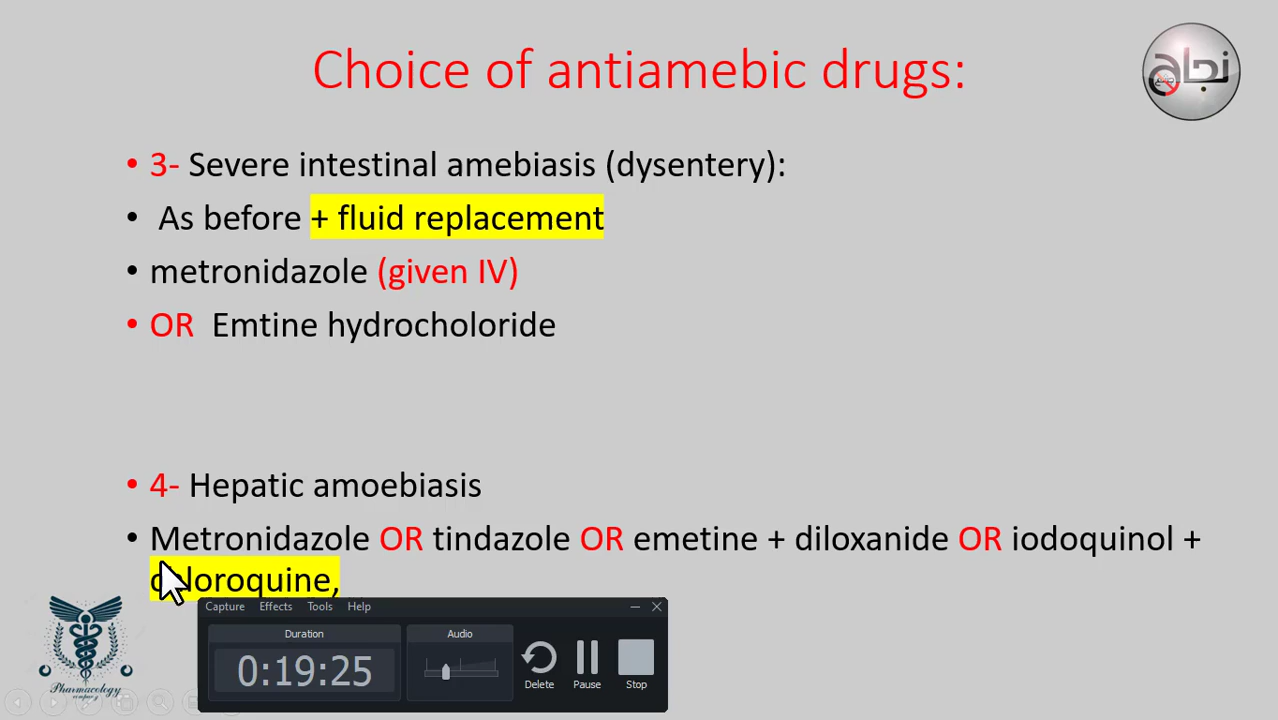 Choice of antiamebic drugs:
نجاح
• 3- Severe intestinal amebiasis (dysentery):
• As before + fluid replacement
• metronidazole (given IV)
• OR Emtine hydrocholoride
• 4- Hepatic amoebiasis
• Metronidazole OR tindazole OR emetine + diloxanide OR iodoquinol +
chloroquine,
Capture Effects Tools Help
Duration Audio
0:19:25
Delete Pause Stop
Pharmacology